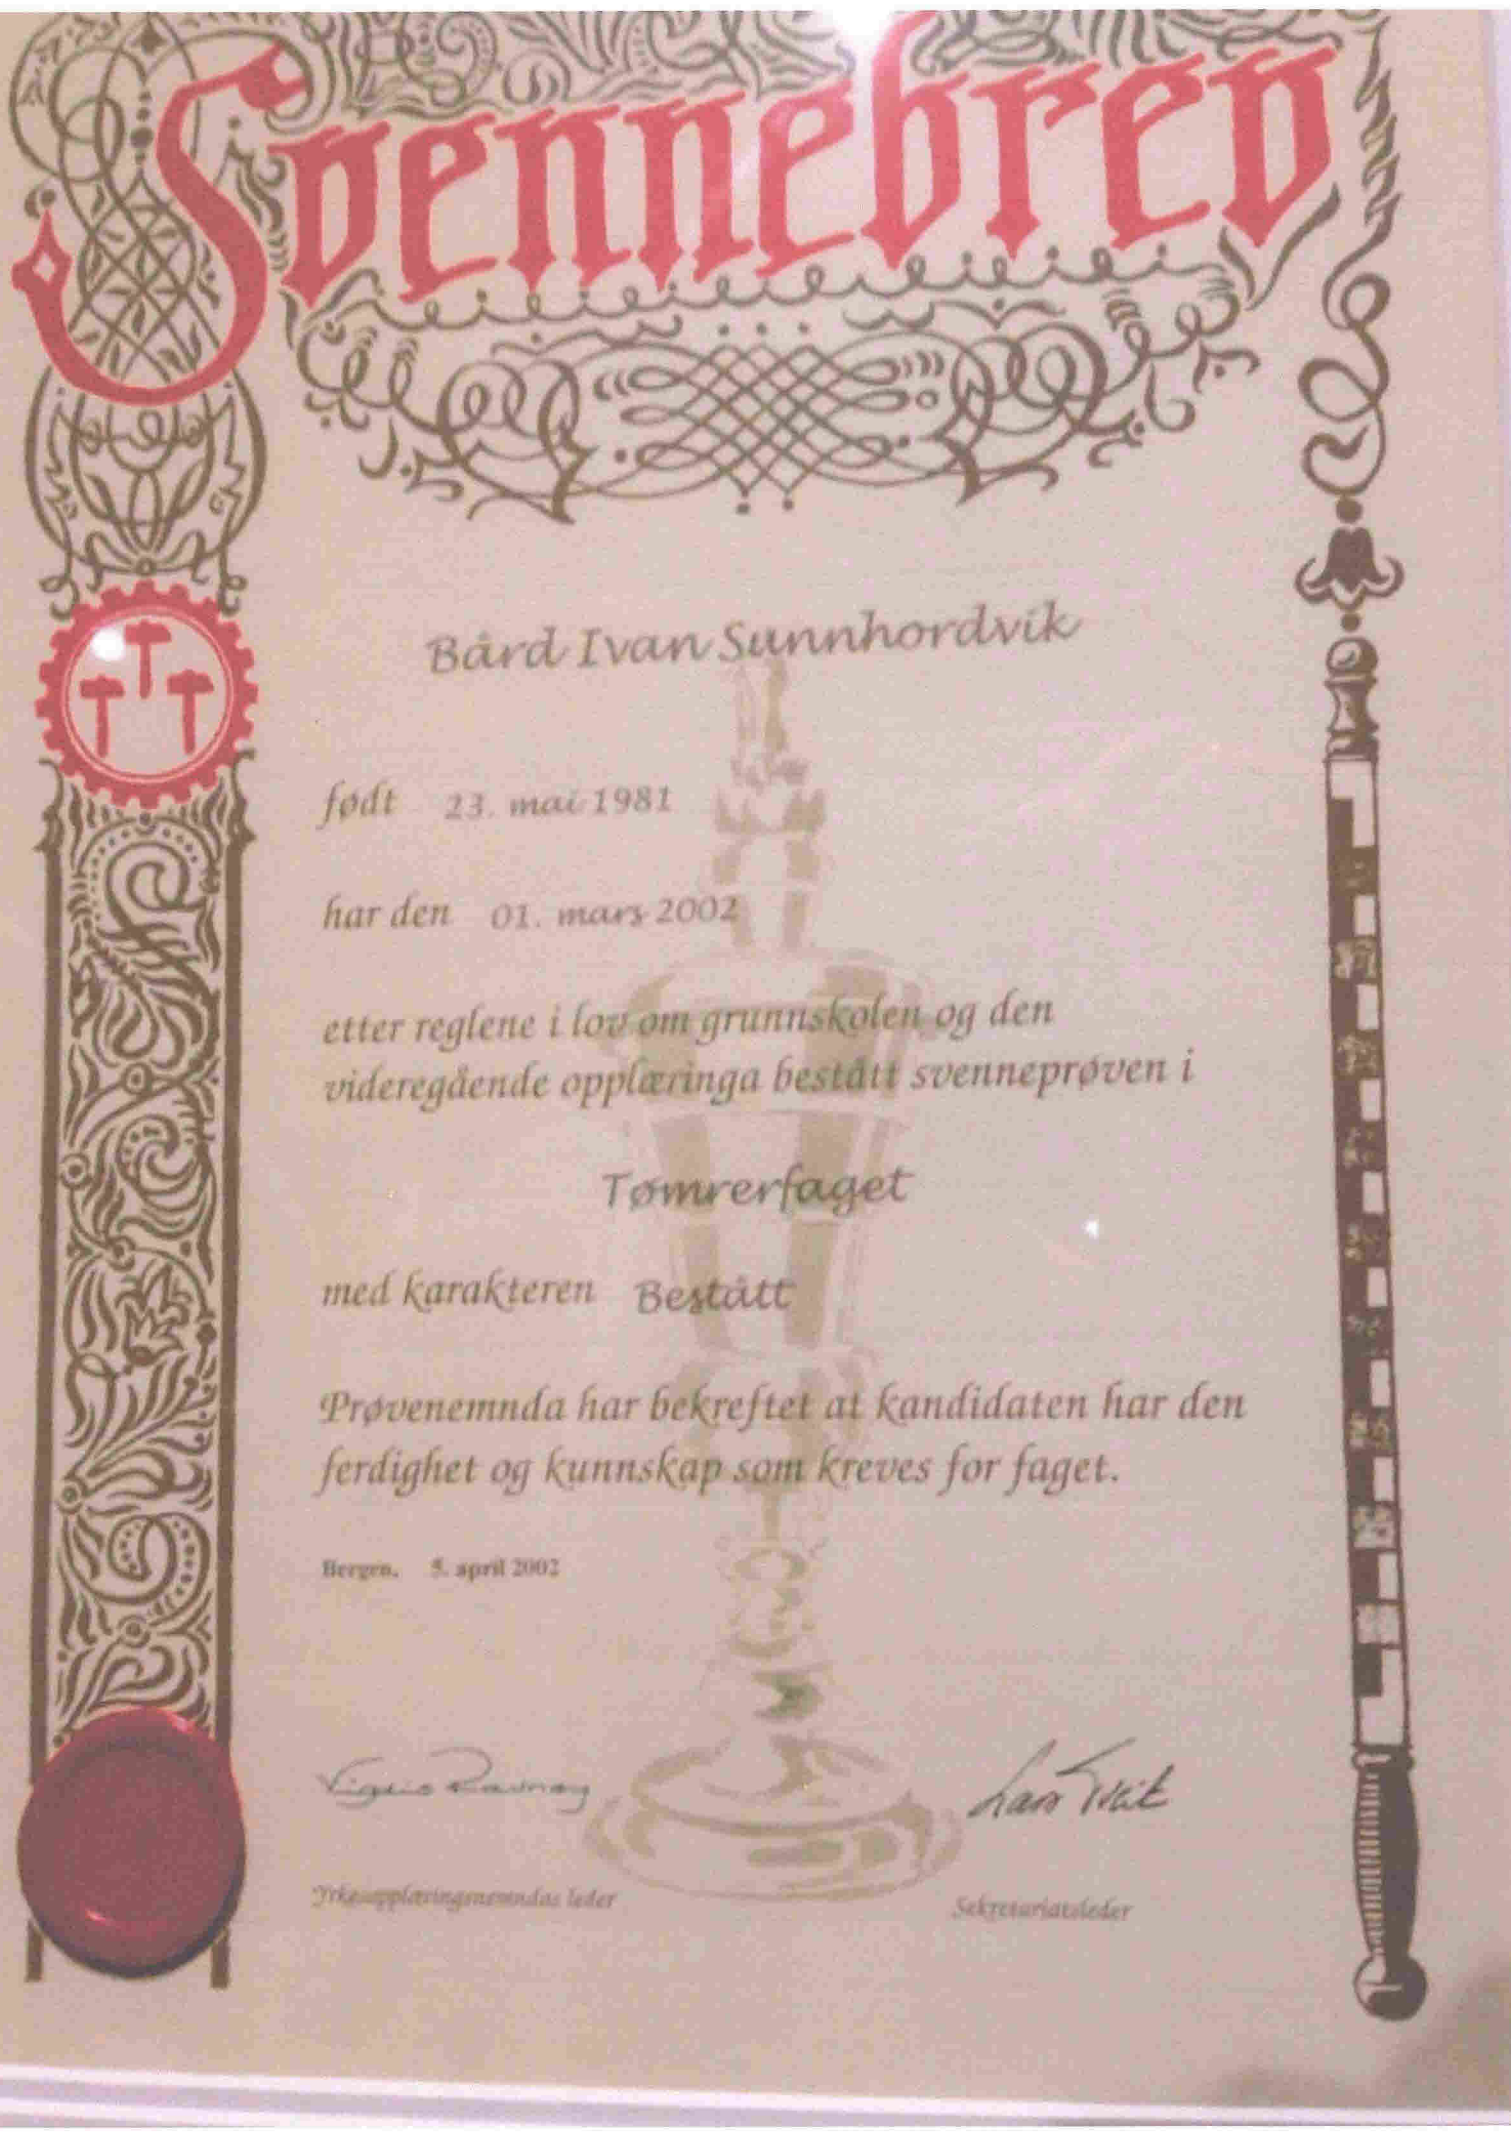 Svennebrev
Bård Ivan Sunnhordvik
født 23. mai 1981
har den 01. mars 2002
etter reglene i lov om grunnskolen og den
videregående opplæringa bestått svenneprøven i
Tømrerfaget
med karakteren Bestått
Prøvenemnda har bekreftet at kandidaten har den
ferdighet og kunnskap som kreves for faget.
Bergen, 5. april 2002
Lars Tveit
Yrkesopplæringsnemndas leder Sekretariatsleder